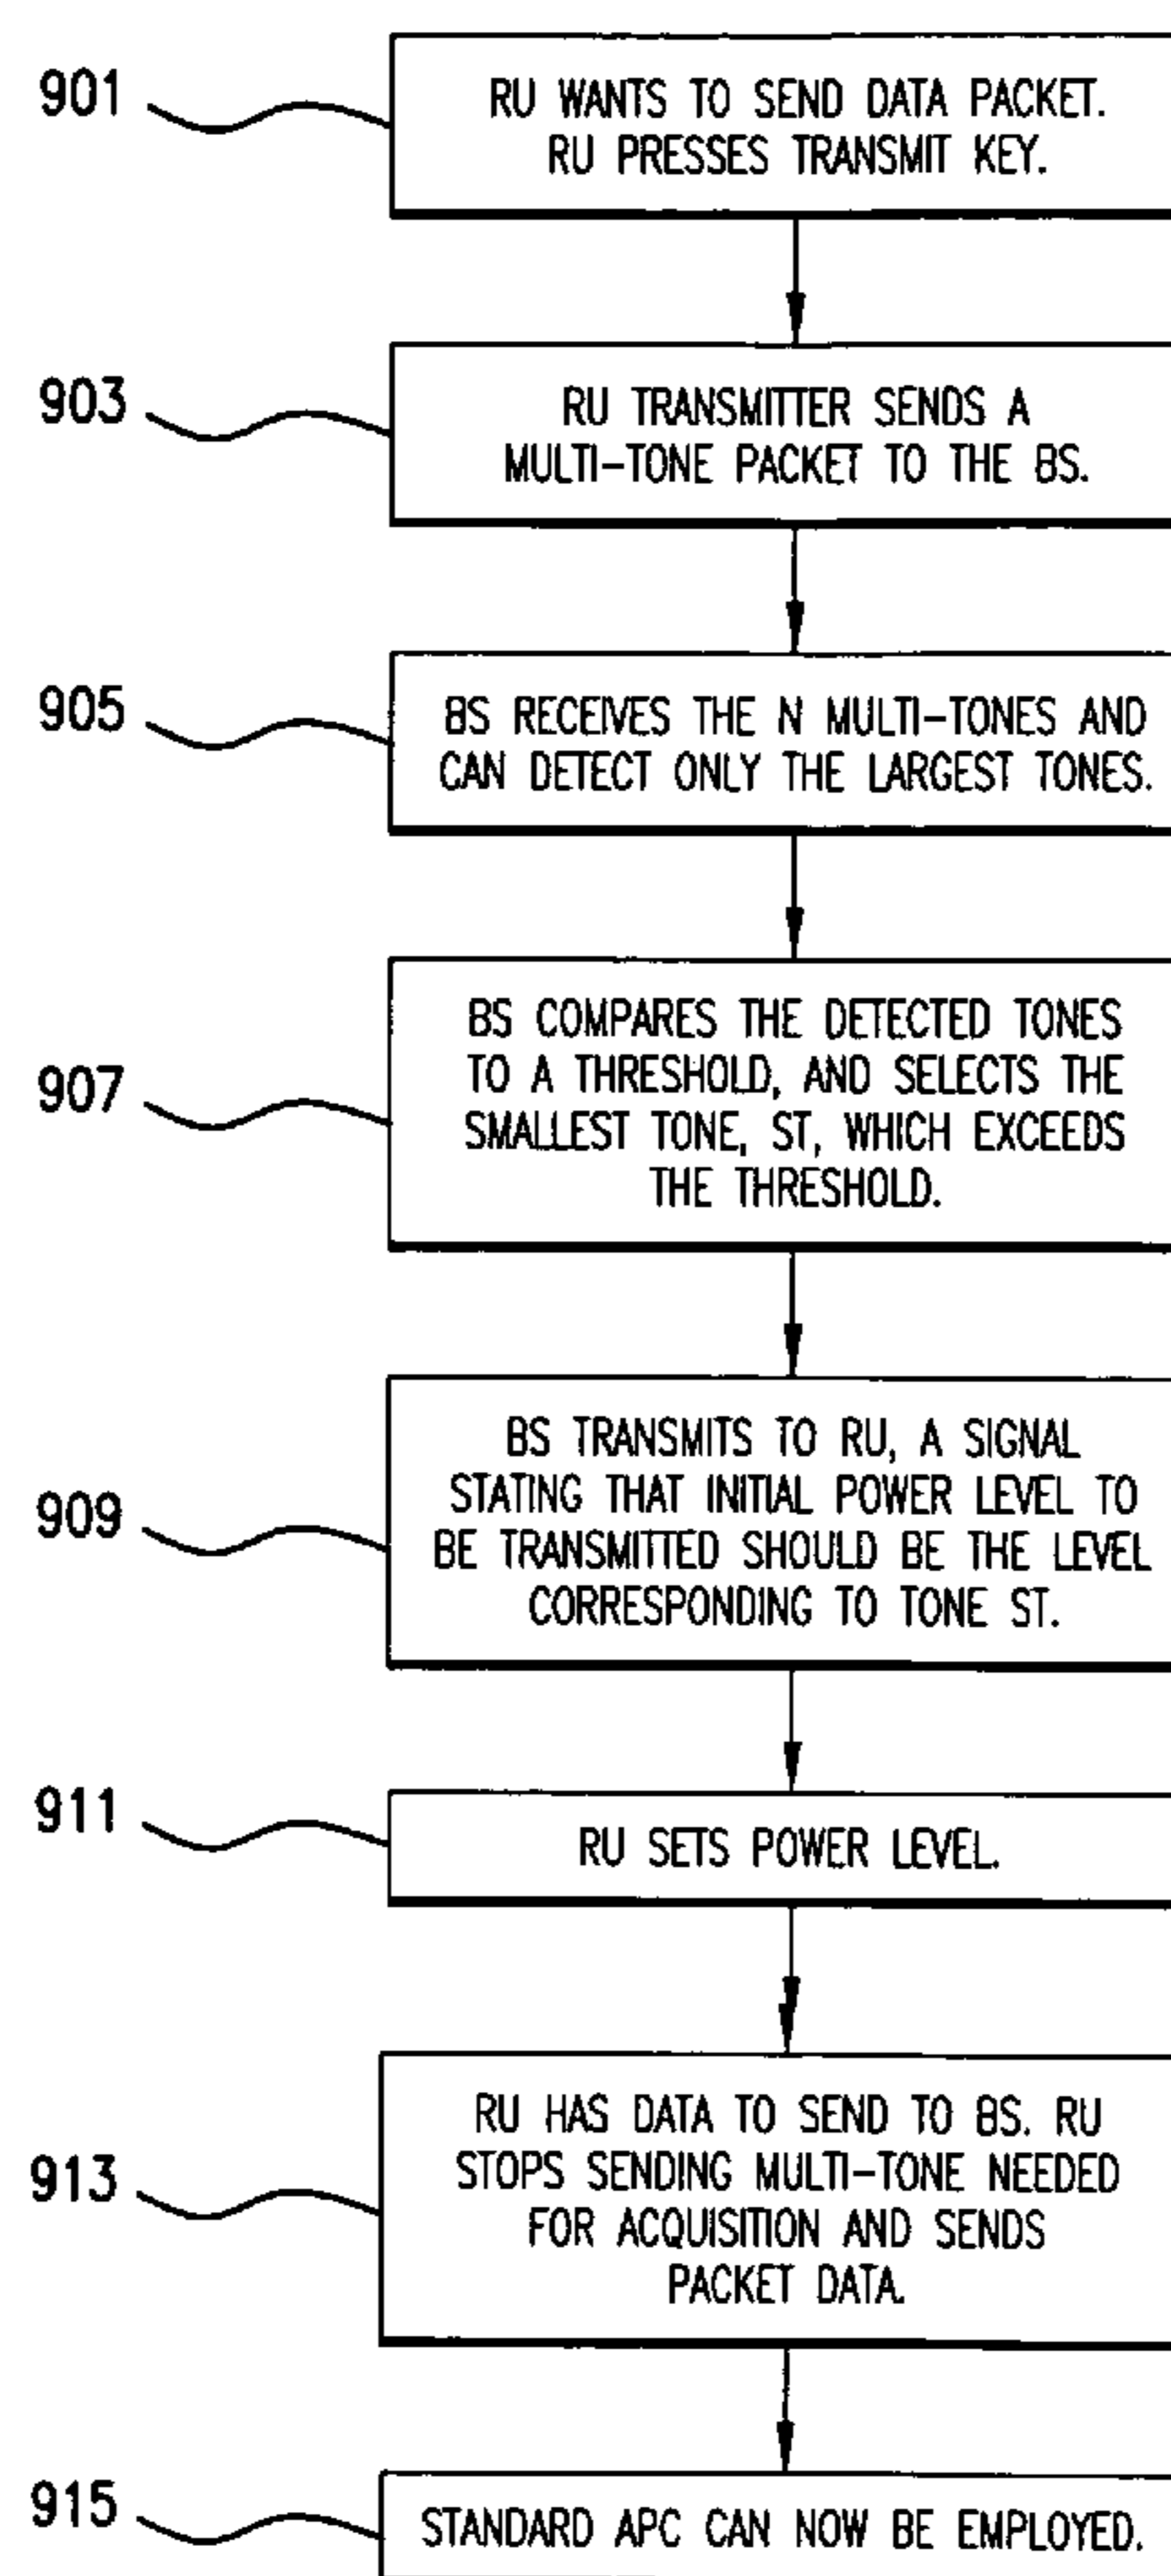 901
RU WANTS TO SEND DATA PACKET.
RU PRESSES TRANSMIT KEY.
903
RU TRANSMITTER SENDS A
MULTI-TONE PACKET TO THE BS.
905
BS RECEIVES THE N MULTI-TONES AND
CAN DETECT ONLY THE LARGEST TONES.
907
BS COMPARES THE DETECTED TONES
TO A THRESHOLD, AND SELECTS THE
SMALLEST TONE, ST, WHICH EXCEEDS
THE THRESHOLD.
909
BS TRANSMITS TO RU, A SIGNAL
STATING THAT INITIAL POWER LEVEL TO
BE TRANSMITTED SHOULD BE THE LEVEL
CORRESPONDING TO TONE ST.
911
RU SETS POWER LEVEL.
913
RU HAS DATA TO SEND TO BS. RU
STOPS SENDING MULTI-TONE NEEDED
FOR ACQUISITION AND SENDS
PACKET DATA.
915
STANDARD APC CAN NOW BE EMPLOYED.